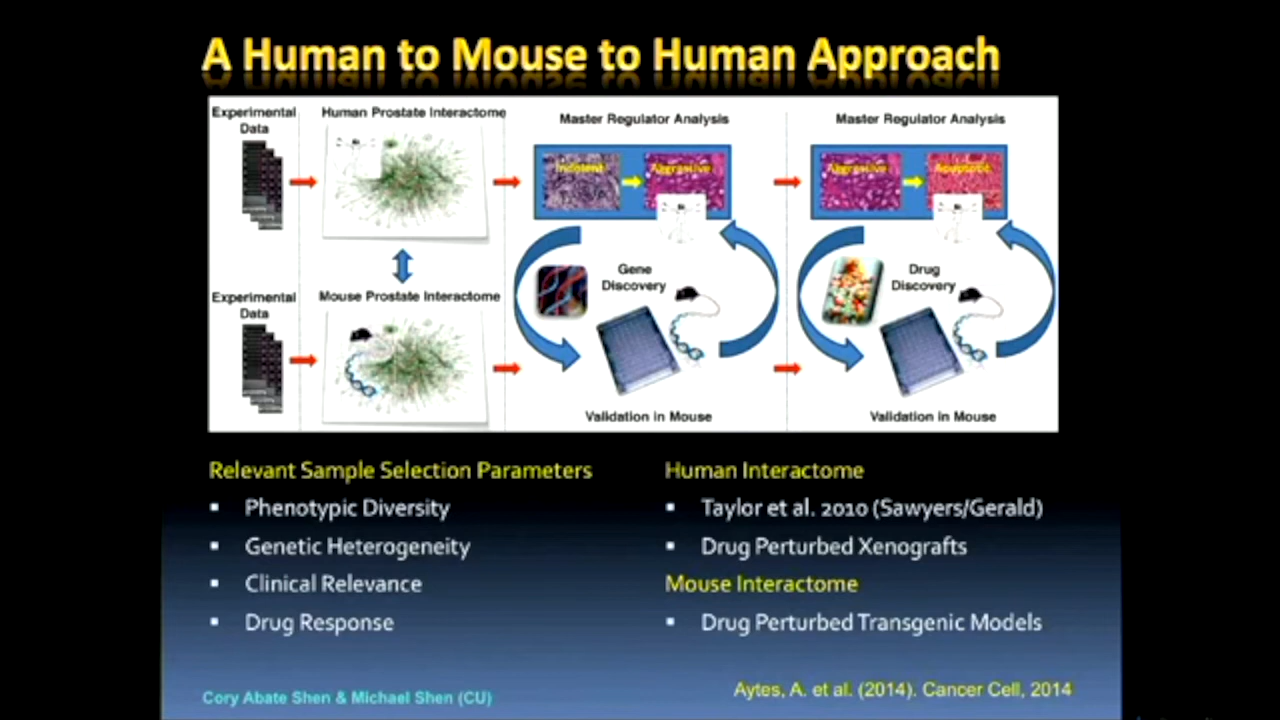 A Human to Mouse to Human Approach
Experimental
Data
Human Prostate Interactome
Master Regulator Analysis
Master Regulator Analysis
Indolent
Aggressive
Aggressive
Apoptotic
Gene
Discovery
Drug
Discovery
Experimental
Data
Mouse Prostate Interactome
Validation in Mouse
Validation in Mouse
Relevant Sample Selection Parameters
▪ Phenotypic Diversity
▪ Genetic Heterogeneity
▪ Clinical Relevance
▪ Drug Response
Human Interactome
▪ Taylor et al. 2010 (Sawyers/Gerald)
▪ Drug Perturbed Xenografts
Mouse Interactome
▪ Drug Perturbed Transgenic Models
Cory Abate Shen & Michael Shen (CU)
Aytes, A. et al. (2014). Cancer Cell, 2014